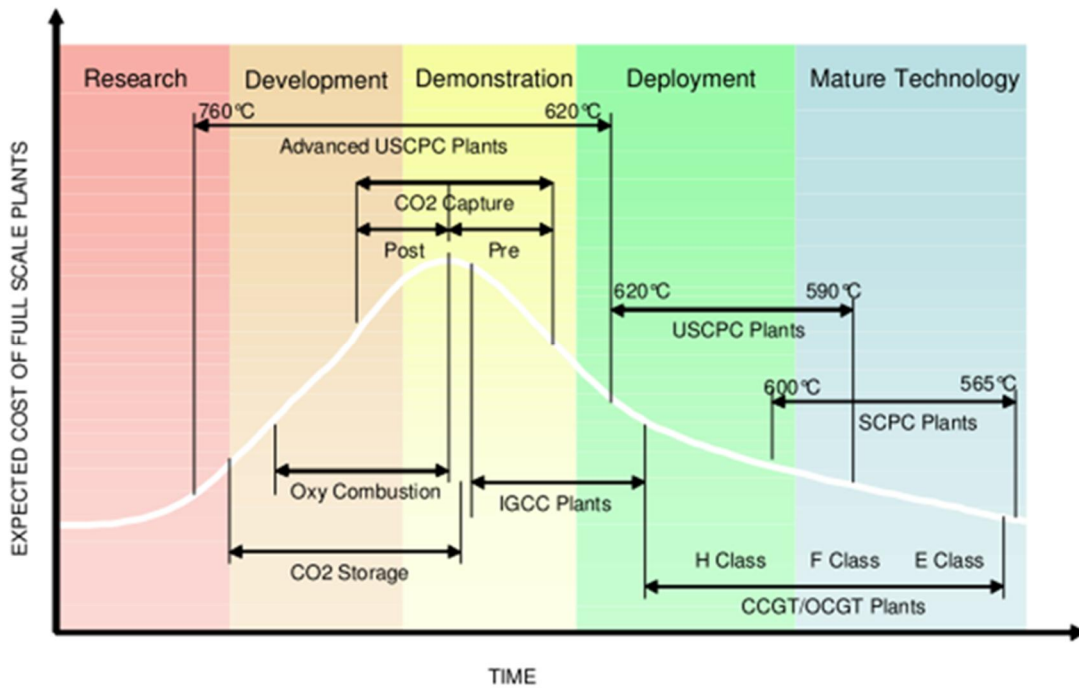 Research
Development
Demonstration
Deployment
Mature Technology
760°C
620°C
Advanced USCPC Plants
CO2 Capture
Post
Pre
620°C
590°C
USCPC Plants
600°C
565°C
SCPC Plants
Oxy Combustion
IGCC Plants
CO2 Storage
H Class
F Class
E Class
CCGT/OCGT Plants
EXPECTED COST OF FULL SCALE PLANTS
TIME